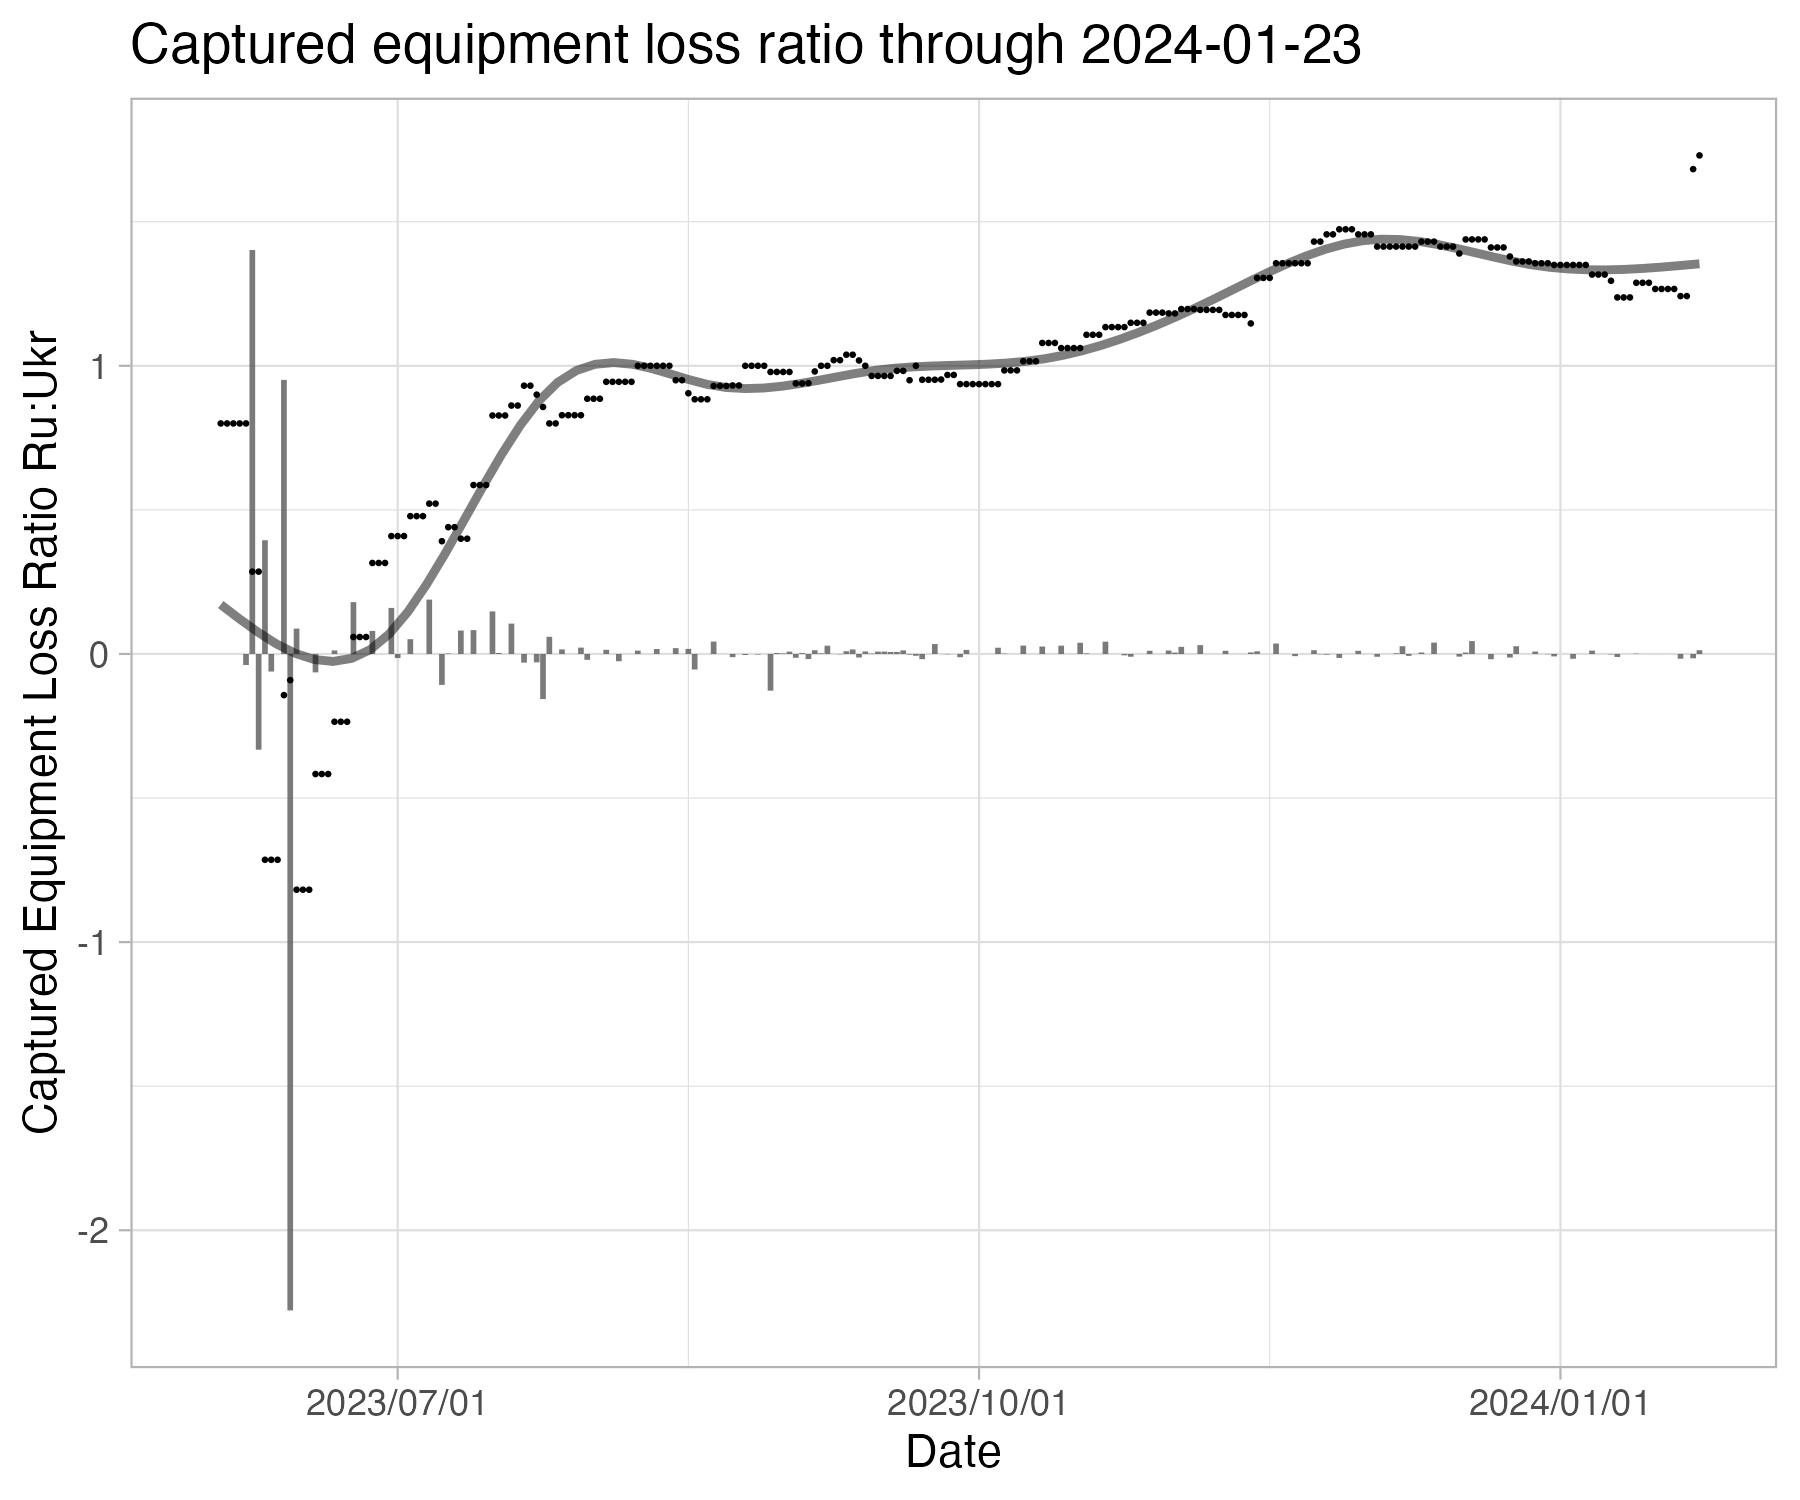 Captured equipment loss ratio through 2024-01-23
Captured Equipment Loss Ratio Ru:Ukr
1
0
-1
-2
2023/07/01
2023/10/01
2024/01/01
Date